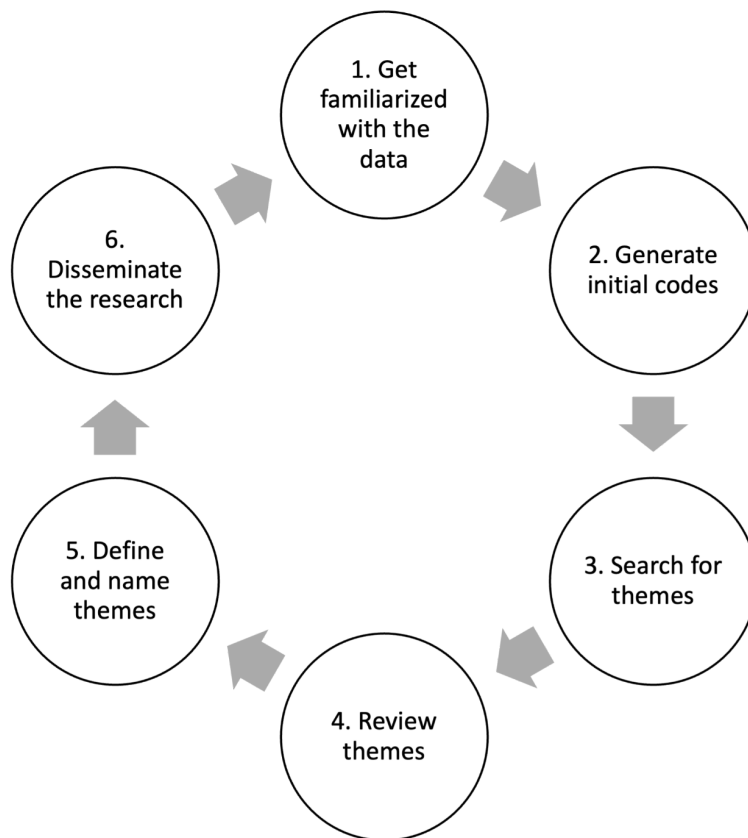 1. Get
familiarized
with the
data
2. Generate
initial codes
3. Search for
themes
4. Review
themes
5. Define
and name
themes
6.
Disseminate
the research